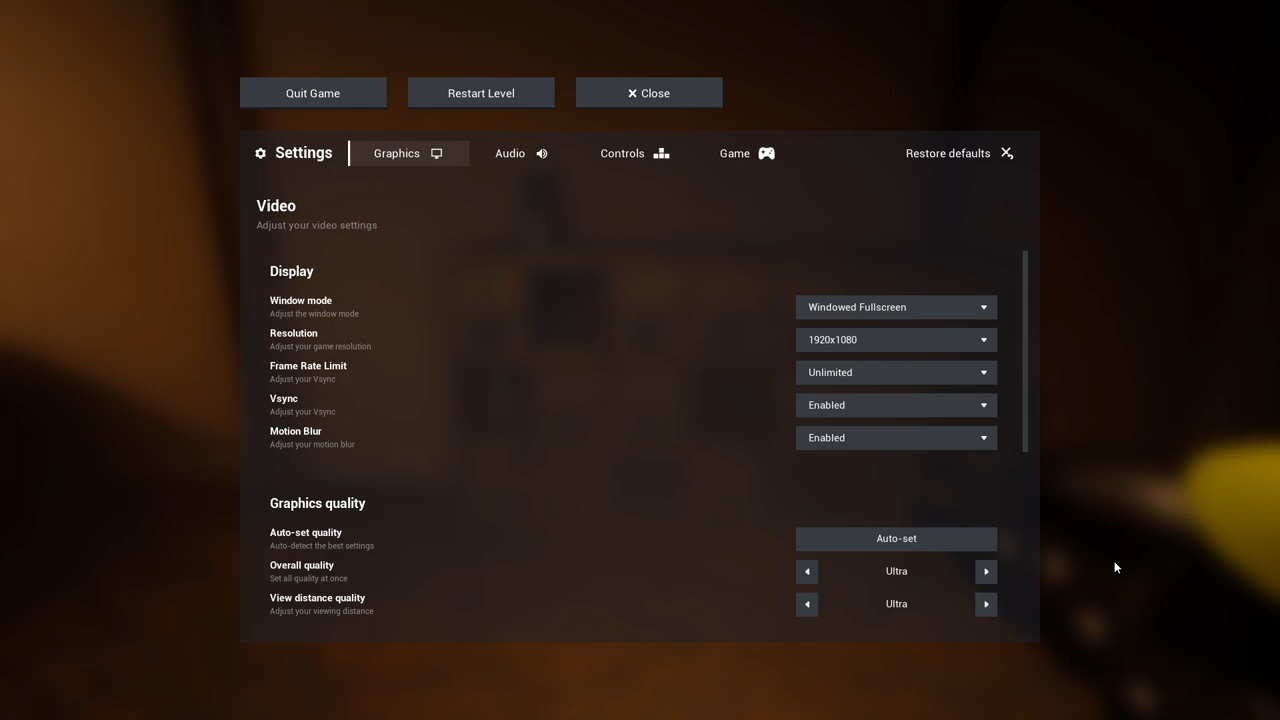 Quit Game
Restart Level
Close
Settings
Graphics
Audio
Controls
Game
Restore defaults
Video
Adjust your video settings
Display
Window mode
Windowed Fullscreen
Adjust the window mode
Resolution
1920x1080
Adjust your game resolution
Frame Rate Limit
Unlimited
Adjust your Vsync
Vsync
Enabled
Adjust your Vsync
Motion Blur
Enabled
Adjust your motion blur
Graphics quality
Auto-set quality
Auto-set
Auto-detect the best settings
Overall quality
Ultra
Set all quality at once
View distance quality
Ultra
Adjust your viewing distance